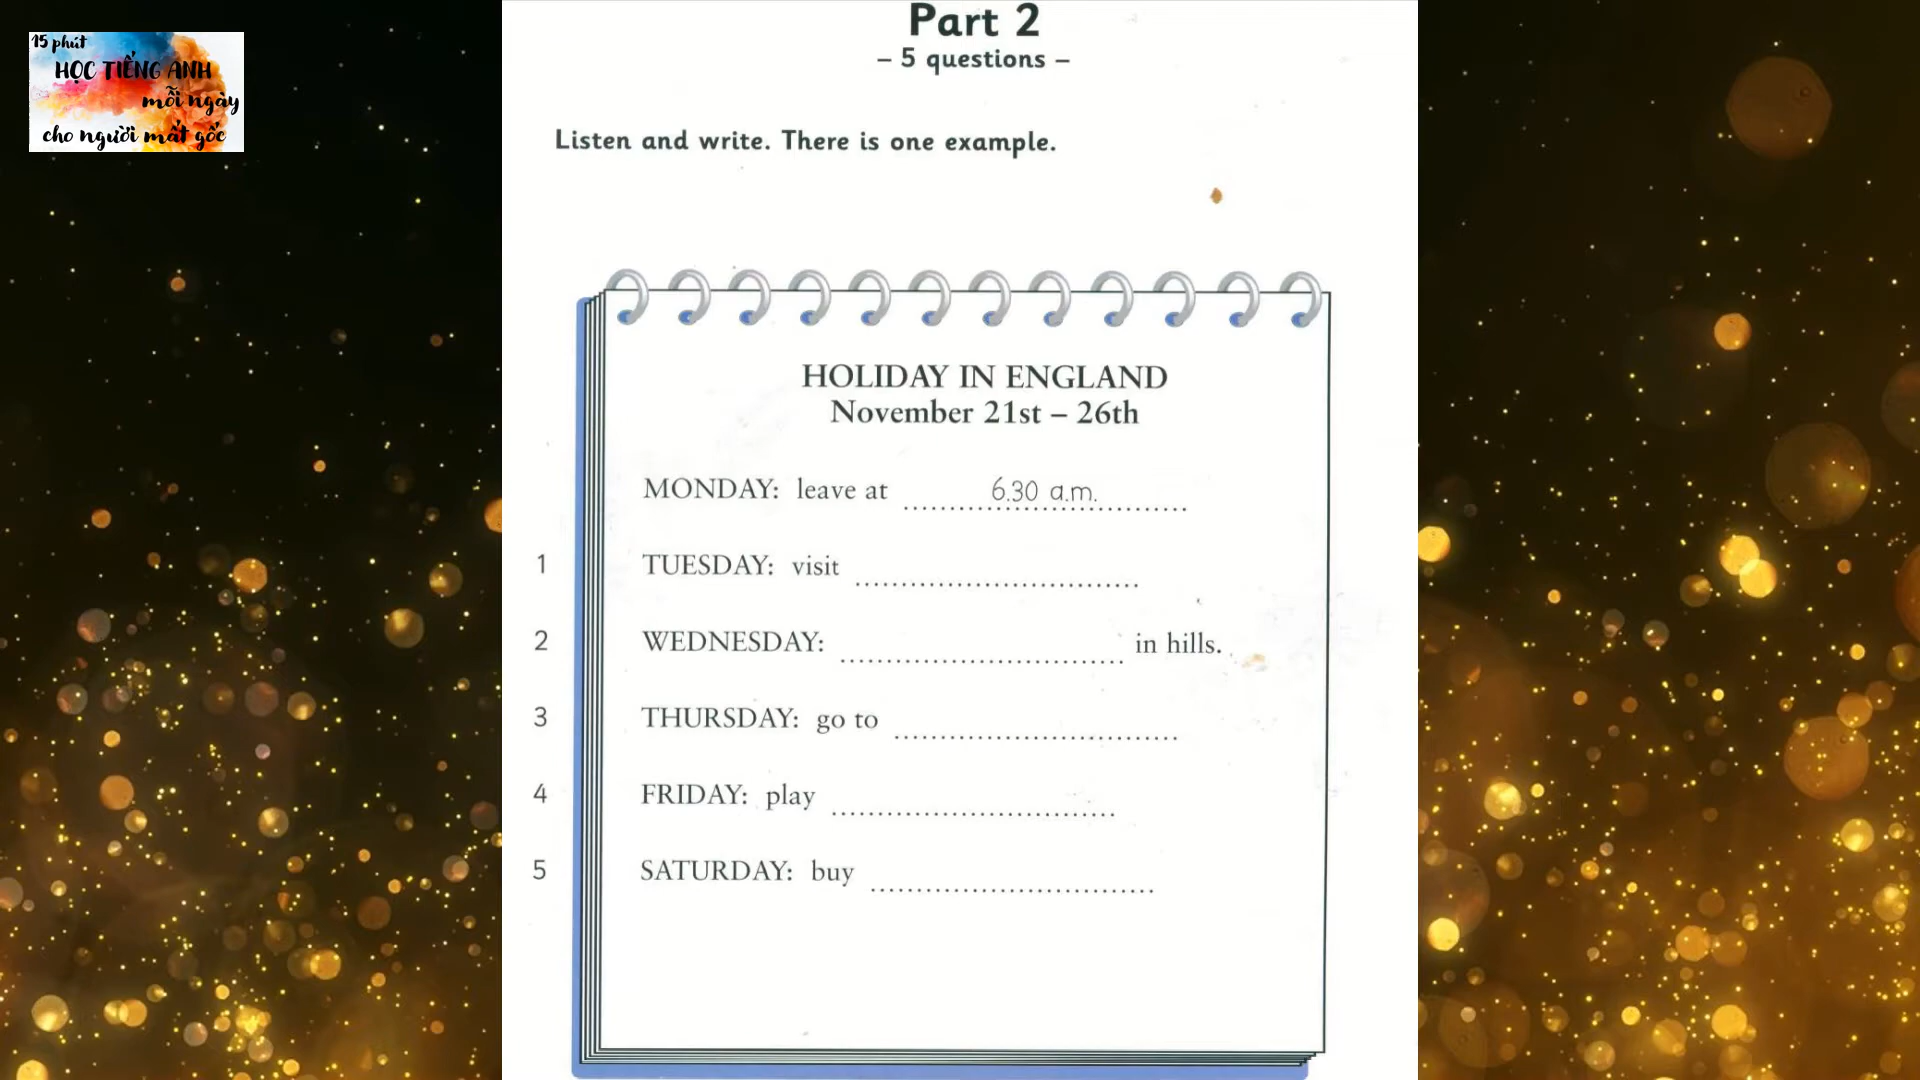 15 phút
HỌC TIẾNG ANH
mỗi ngày
cho người mất gốc
Part 2
– 5 questions –
Listen and write. There is one example.
HOLIDAY IN ENGLAND
November 21st – 26th
MONDAY: leave at 6.30 a.m.
1 TUESDAY: visit ..............................
2 WEDNESDAY: .............................. in hills.
3 THURSDAY: go to ..............................
4 FRIDAY: play ..............................
5 SATURDAY: buy ..............................